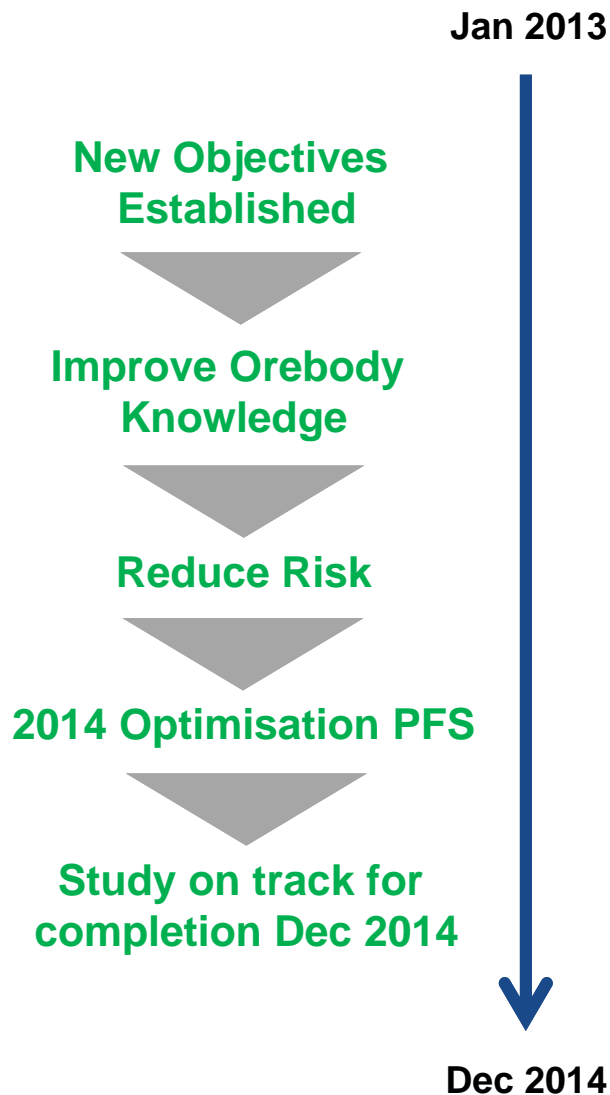 Jan 2013
New Objectives
Established
Improve Orebody
Knowledge
Reduce Risk
2014 Optimisation PFS
Study on track for
completion Dec 2014
Dec 2014